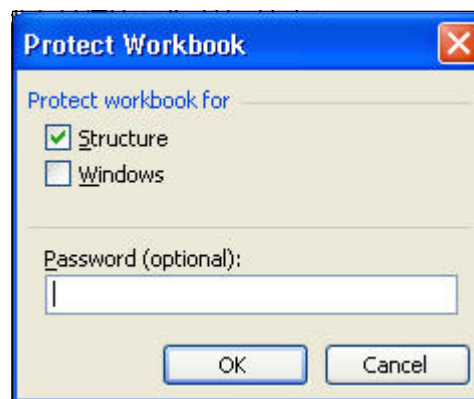 Protect Workbook
Protect workbook for
Structure
Windows
Password (optional):
OK
Cancel